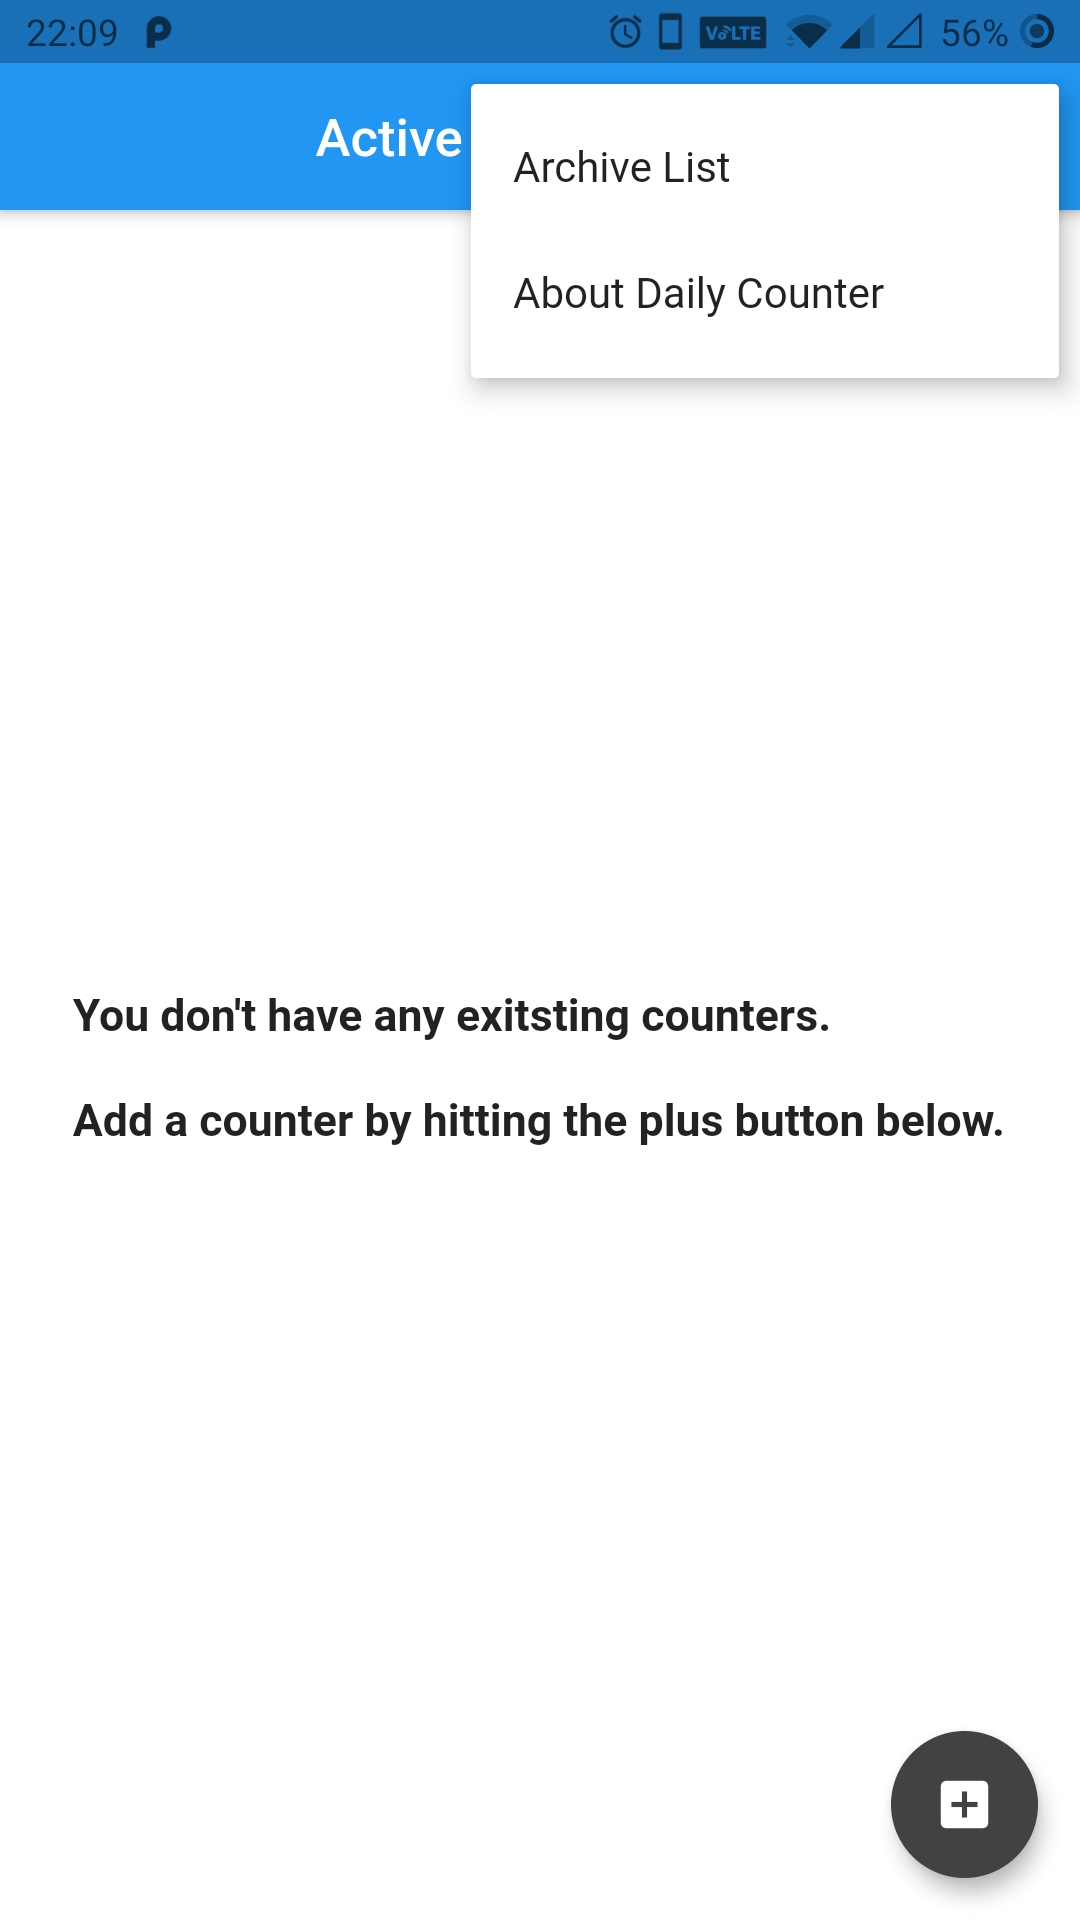 22:09
VoLTE
56%
Active
Archive List
About Daily Counter
You don't have any exitsting counters.
Add a counter by hitting the plus button below.